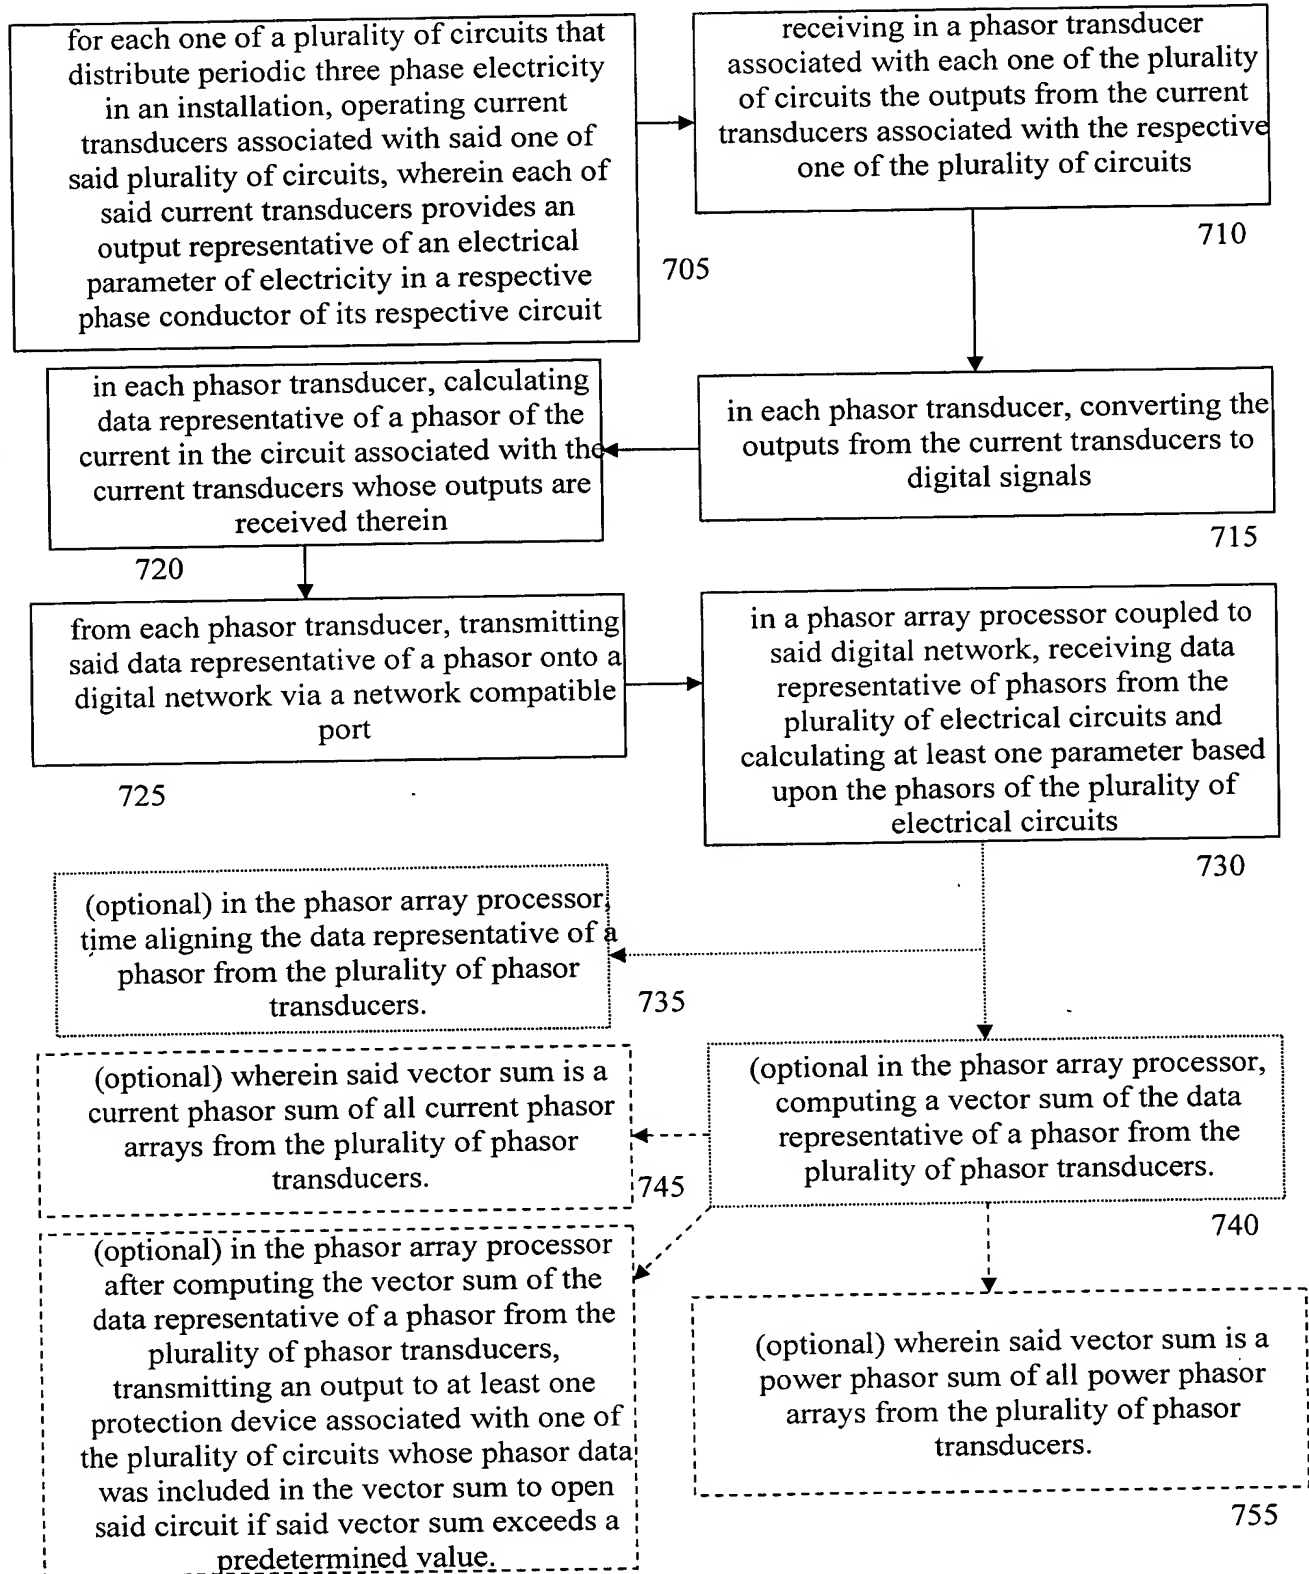 for each one of a plurality of circuits that
distribute periodic three phase electricity
in an installation, operating current
transducers associated with said one of
said plurality of circuits, wherein each of
said current transducers provides an
output representative of an electrical
parameter of electricity in a respective
phase conductor of its respective circuit
705
receiving in a phasor transducer
associated with each one of the plurality
of circuits the outputs from the current
transducers associated with the respective
one of the plurality of circuits
710
in each phasor transducer, converting the
outputs from the current transducers to
digital signals
715
in each phasor transducer, calculating
data representative of a phasor of the
current in the circuit associated with the
current transducers whose outputs are
received therein
720
from each phasor transducer, transmitting
said data representative of a phasor onto a
digital network via a network compatible
port
725
in a phasor array processor coupled to
said digital network, receiving data
representative of phasors from the
plurality of electrical circuits and
calculating at least one parameter based
upon the phasors of the plurality of
electrical circuits
730
(optional) in the phasor array processor,
time aligning the data representative of a
phasor from the plurality of phasor
transducers.
735
(optional in the phasor array processor,
computing a vector sum of the data
representative of a phasor from the
plurality of phasor transducers.
740
(optional) wherein said vector sum is a
current phasor sum of all current phasor
arrays from the plurality of phasor
transducers.
745
(optional) in the phasor array processor
after computing the vector sum of the
data representative of a phasor from the
plurality of phasor transducers,
transmitting an output to at least one
protection device associated with one of
the plurality of circuits whose phasor data
was included in the vector sum to open
said circuit if said vector sum exceeds a
predetermined value.
(optional) wherein said vector sum is a
power phasor sum of all power phasor
arrays from the plurality of phasor
transducers.
755